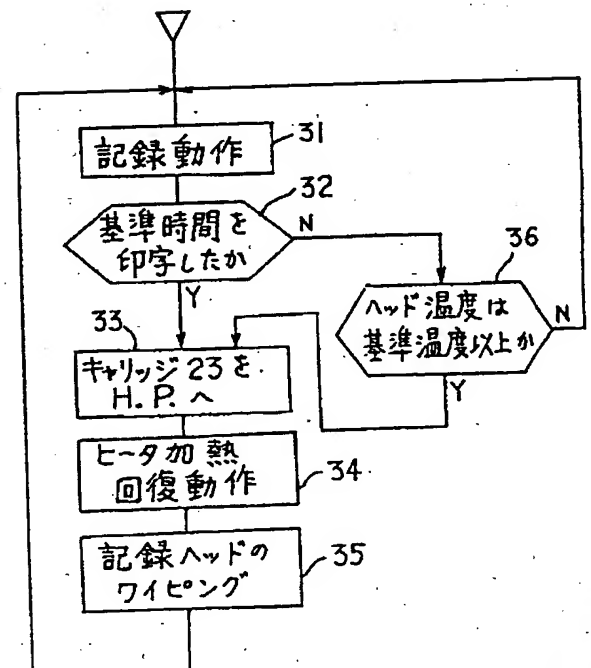 記録動作
31
基準時間を
印字したか
32
N
Y
36
ヘッド温度は
基準温度以上か
N
Y
33
キャリッジ23を
H.P.へ
ヒータ加熱
回復動作
34
記録ヘッドの
ワイピング
35